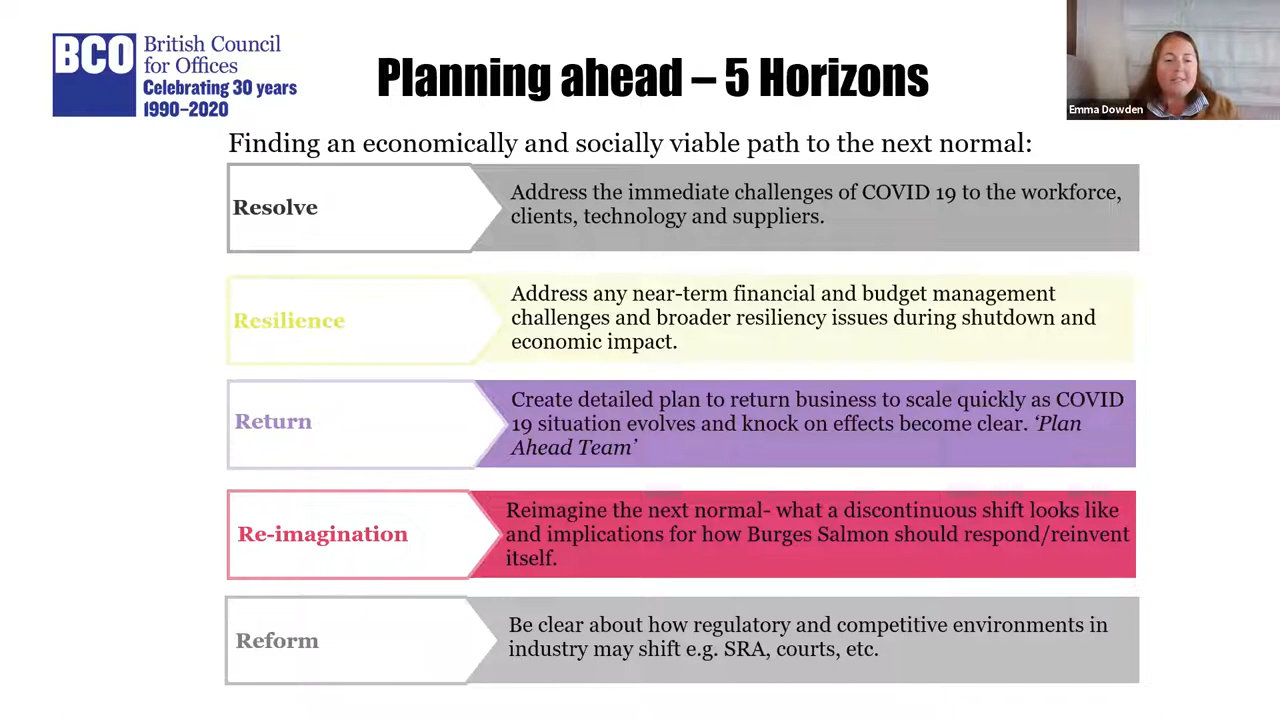 BCO
British Council
for Offices
Celebrating 30 years
1990–2020
Planning ahead – 5 Horizons
Emma Dowden
Finding an economically and socially viable path to the next normal:
Resolve
Address the immediate challenges of COVID 19 to the workforce,
clients, technology and suppliers.
Resilience
Address any near-term financial and budget management
challenges and broader resiliency issues during shutdown and
economic impact.
Return
Create detailed plan to return business to scale quickly as COVID
19 situation evolves and knock on effects become clear. ‘Plan
Ahead Team’
Re-imagination
Reimagine the next normal- what a discontinuous shift looks like
and implications for how Burges Salmon should respond/reinvent
itself.
Reform
Be clear about how regulatory and competitive environments in
industry may shift e.g. SRA, courts, etc.